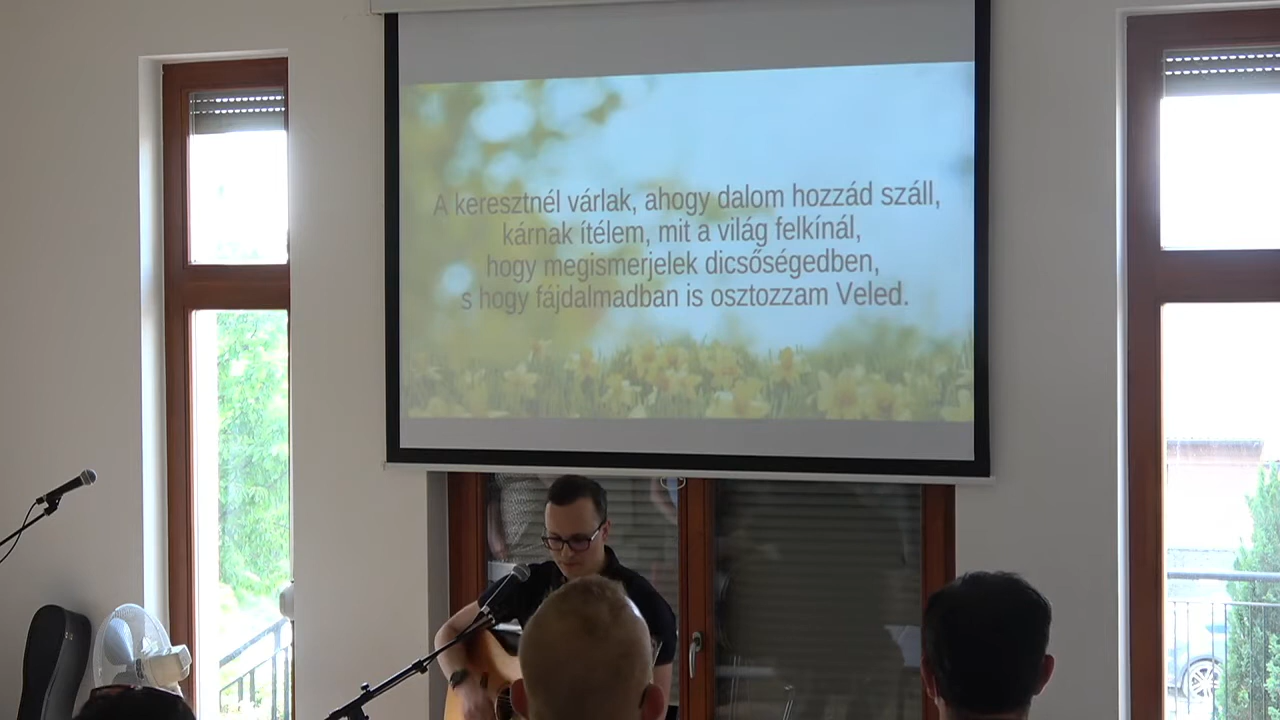 A keresztnél várlak, ahogy dalom hozzád száll,
kárnak ítélem, mit a világ felkínál,
hogy megismerjelek dicsőségedben,
s hogy fájdalmadban is osztozzam Veled.